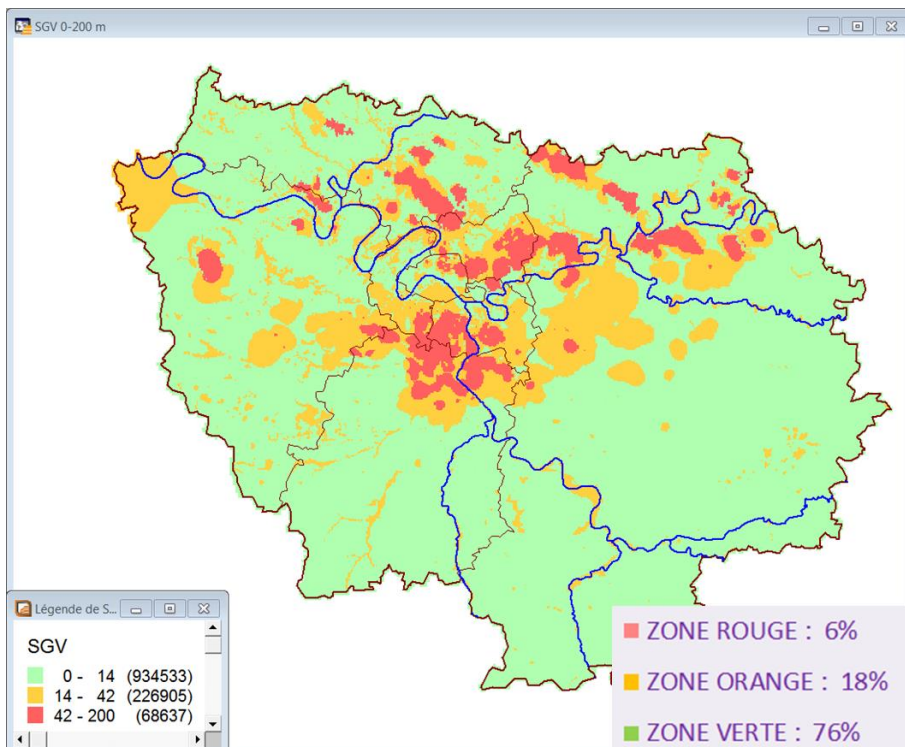 SGV 0-200 m
Légende de S...
SGV
0 - 14 (934533)
14 - 42 (226905)
42 - 200 (68637)
ZONE ROUGE : 6%
ZONE ORANGE : 18%
ZONE VERTE : 76%